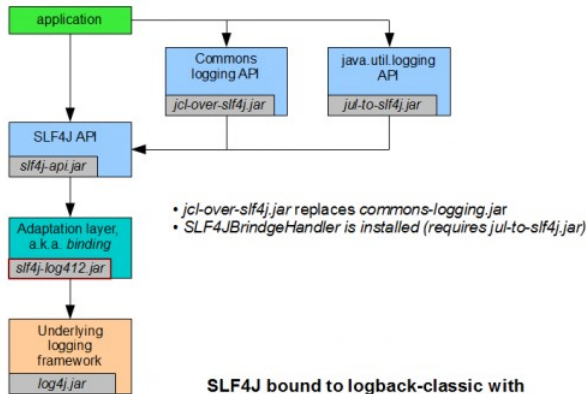 application
Commons
logging API
jcl-over-slf4j.jar
java.util.logging
API
jul-to-slf4j.jar
SLF4J API
slf4j-api.jar
• jcl-over-slf4j.jar replaces commons-logging.jar
• SLF4JBrindgeHandler is installed (requires jul-to-slf4j.jar)
Adaptation layer,
a.k.a. binding
slf4j-log412.jar
Underlying
logging
framework
log4j.jar
SLF4J bound to logback-classic with